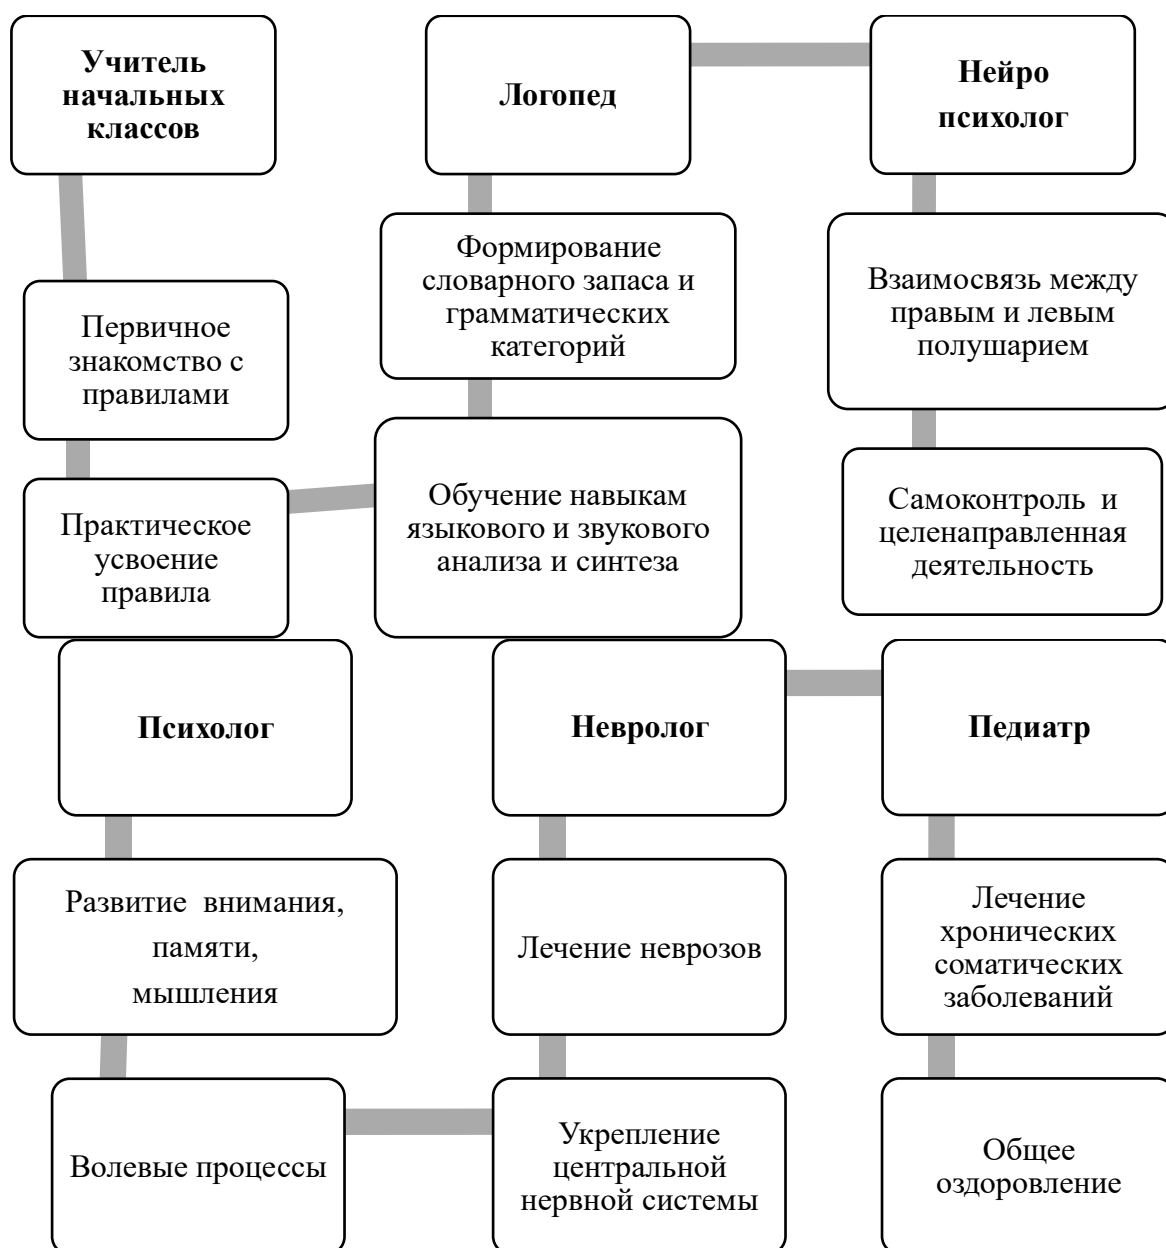 Учитель
начальных
классов
Логопед
Нейро
психолог
Первичное
знакомство с
правилами
Формирование
словарного запаса и
грамматических
категорий
Взаимосвязь между
правым и левым
полушарием
Практическое
усвоение
правила
Обучение навыкам
языкового и звукового
анализа и синтеза
Самоконтроль и
целенаправленная
деятельность
Психолог
Невролог
Педиатр
Развитие внимания,
памяти,
мышления
Лечение неврозов
Лечение
хронических
соматических
заболеваний
Волевые процессы
Укрепление
центральной
нервной системы
Общее
оздоровление